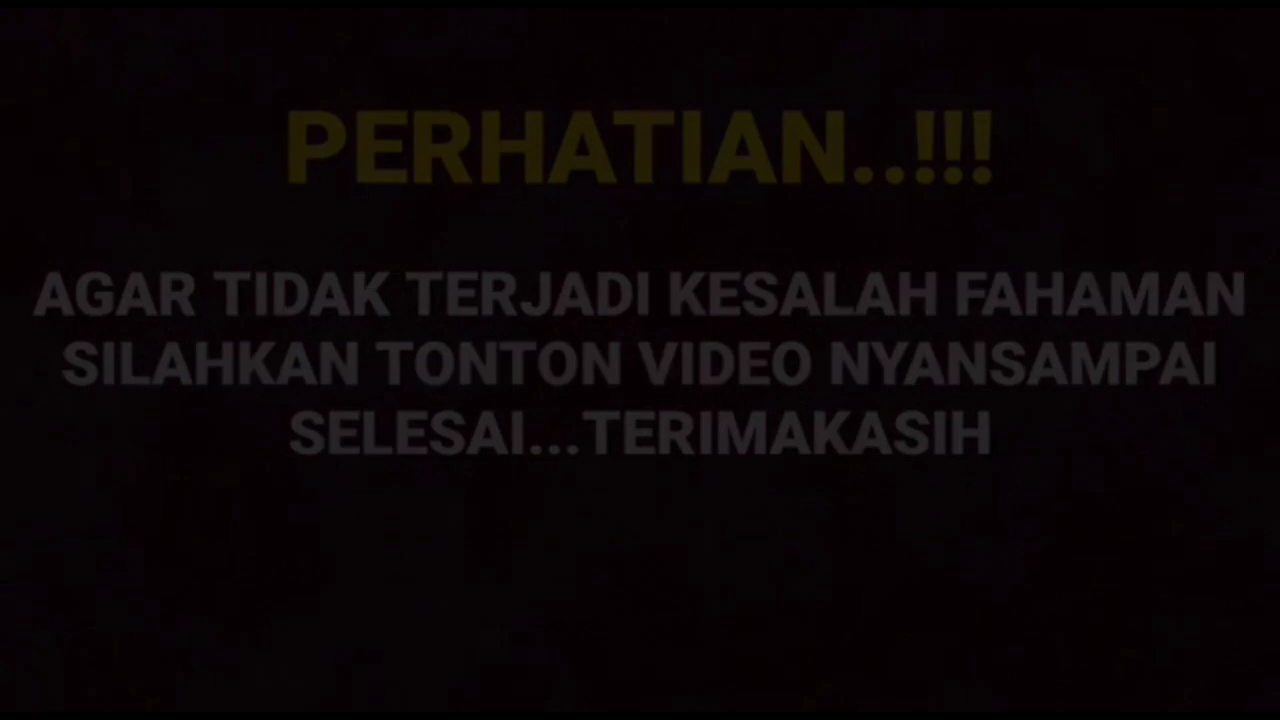 PERHATIAN..!!!
AGAR TIDAK TERJADI KESALAH FAHAMAN
SILAHKAN TONTON VIDEO NYANSAMPAI
SELESAI...TERIMAKASIH